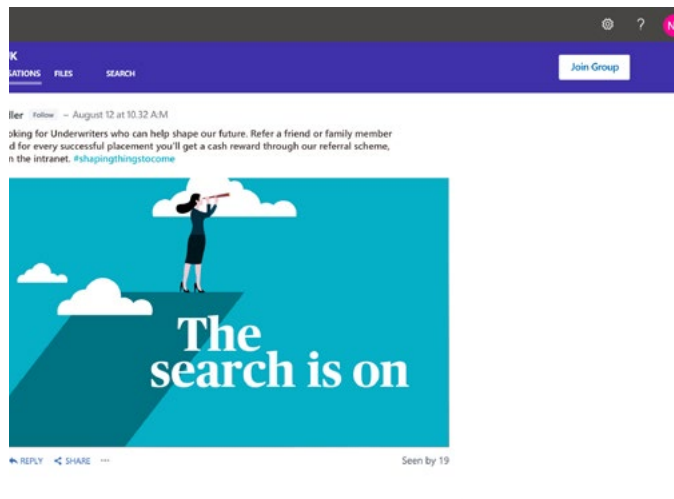 ?
N
K
SATIONS FILES SEARCH
Join Group
ller Follow – August 12 at 10.32 A:M
oking for Underwriters who can help shape our future. Refer a friend or family member
d for every successful placement you'll get a cash reward through our referral scheme,
n the intranet. #shapingthingstocome
The
search is on
REPLY SHARE ···
Seen by 19